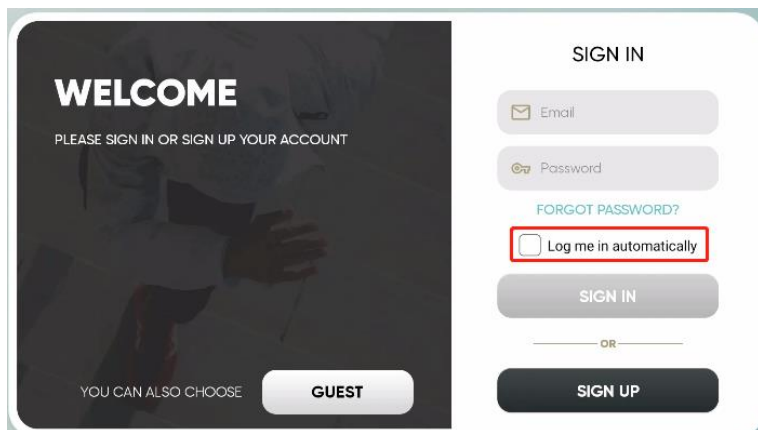 WELCOME
PLEASE SIGN IN OR SIGN UP YOUR ACCOUNT
YOU CAN ALSO CHOOSE
GUEST
SIGN IN
Email
Password
FORGOT PASSWORD?
Log me in automatically
SIGN IN
OR
SIGN UP